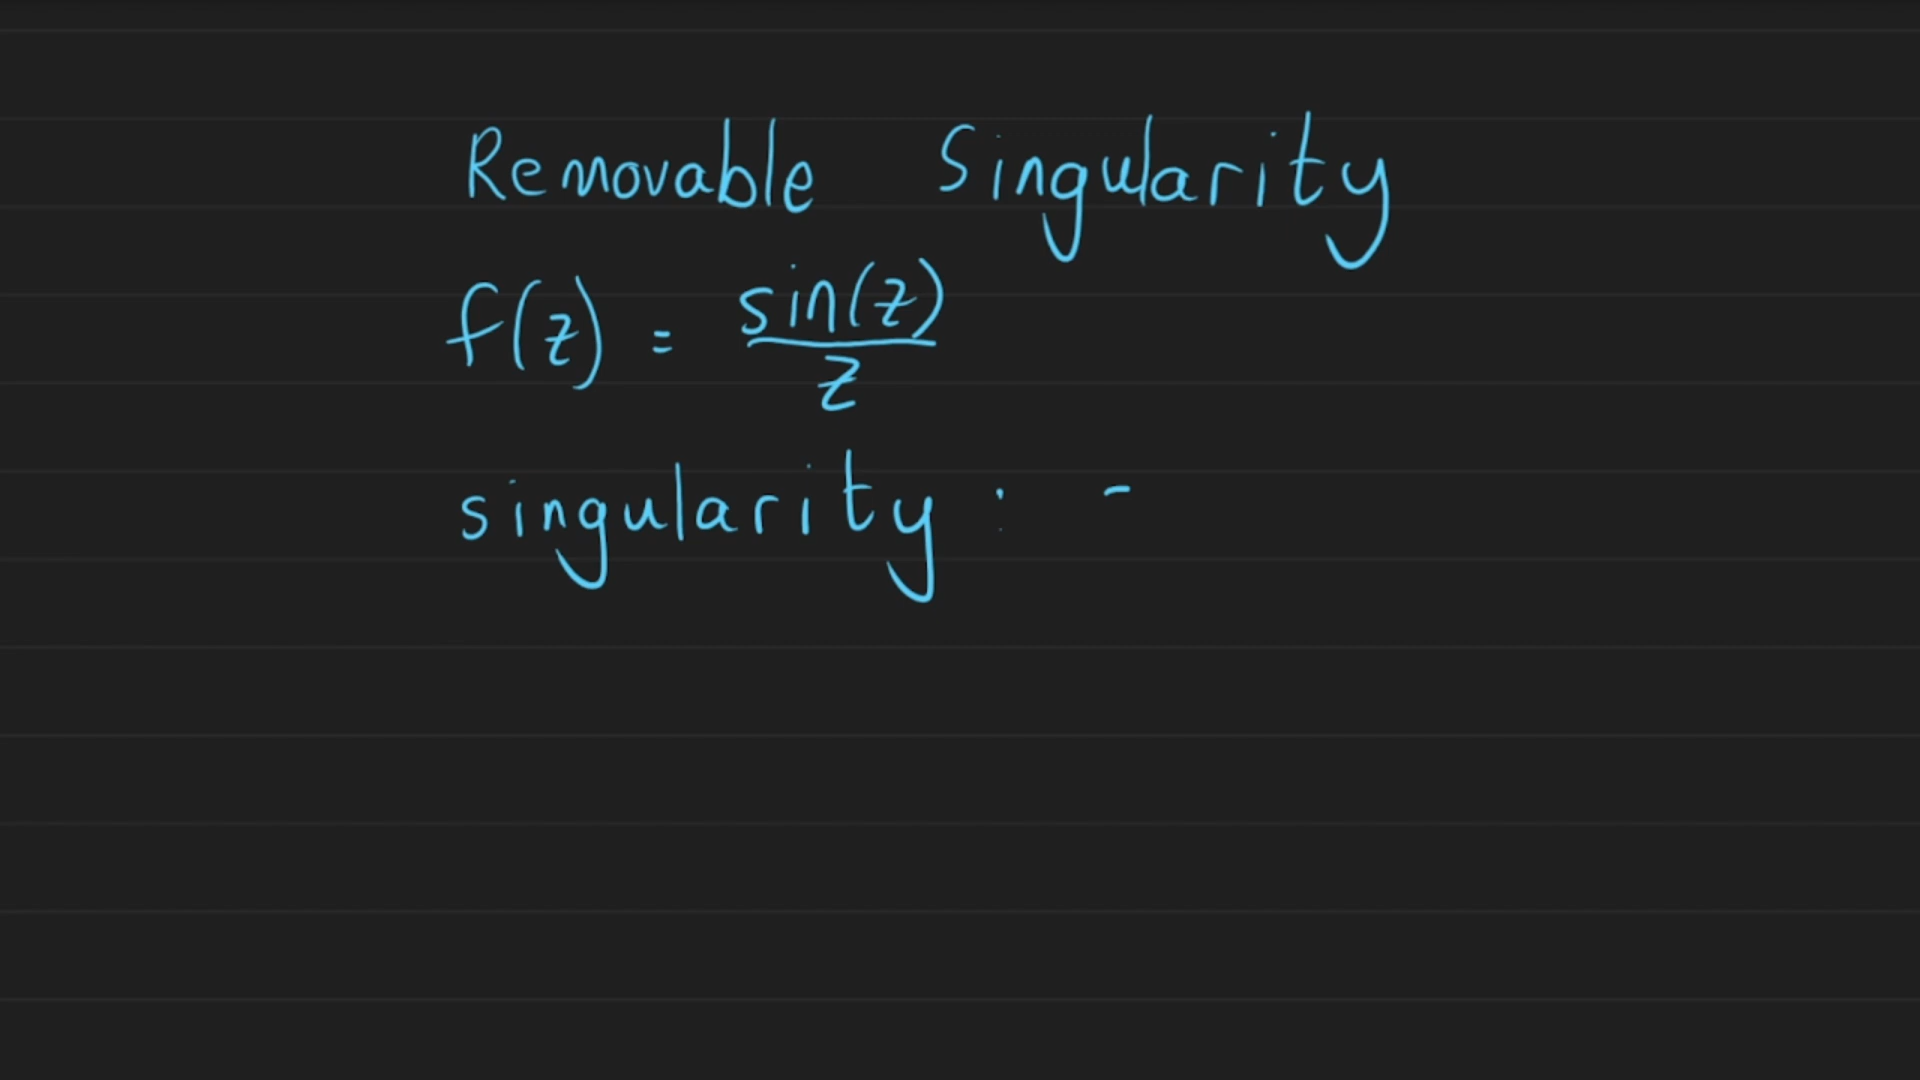 Removable Singularity
f(z) = sin(z)/z
singularity : -